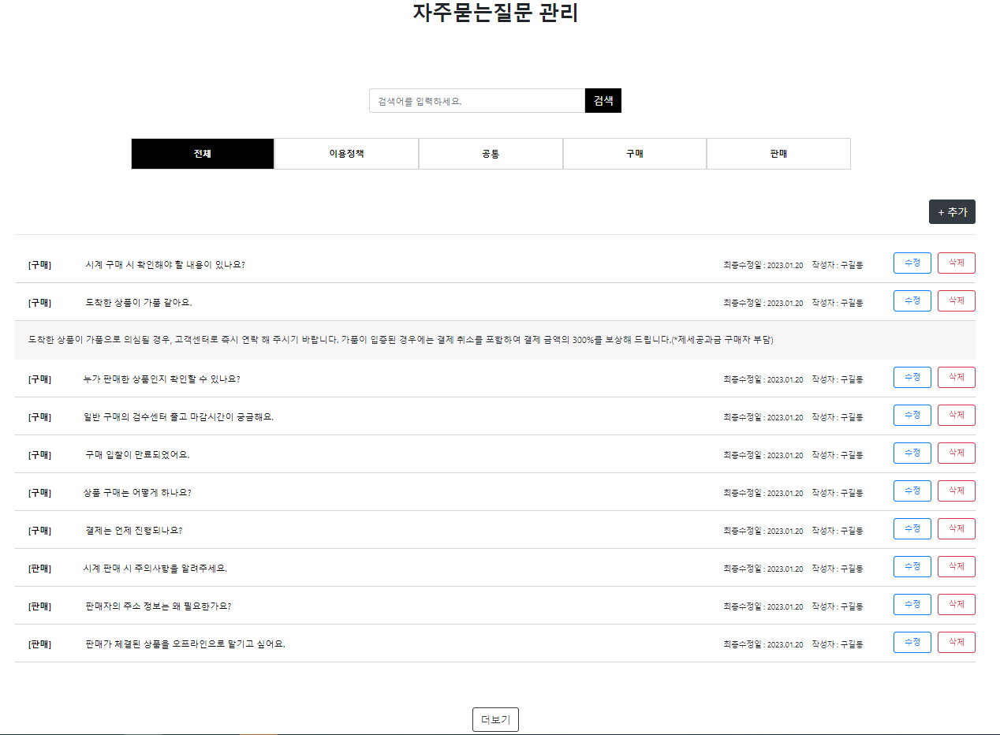 자주묻는질문 관리
검색어를 입력하세요. 검색
전체 이용정책 공통 구매 판매
+ 추가
[구매] 시계 구매 시 확인해야 할 내용이 있나요? 최종수정일 : 2023.01.20 작성자 : 구길동 수정 삭제
[구매] 도착한 상품이 가품 같아요. 최종수정일 : 2023.01.20 작성자 : 구길동 수정 삭제
도착한 상품이 가품으로 의심될 경우, 고객센터로 즉시 연락 해 주시기 바랍니다. 가품이 입증된 경우에는 결제 취소를 포함하여 결제 금액의 300%를 보상해 드립니다.(*제세공과금 구매자 부담)
[구매] 누가 판매한 상품인지 확인할 수 있나요? 최종수정일 : 2023.01.20 작성자 : 구길동 수정 삭제
[구매] 일반 구매의 검수센터 출고 마감시간이 궁금해요. 최종수정일 : 2023.01.20 작성자 : 구길동 수정 삭제
[구매] 구매 입찰이 만료되었어요. 최종수정일 : 2023.01.20 작성자 : 구길동 수정 삭제
[구매] 상품 구매는 어떻게 하나요? 최종수정일 : 2023.01.20 작성자 : 구길동 수정 삭제
[구매] 결제는 언제 진행되나요? 최종수정일 : 2023.01.20 작성자 : 구길동 수정 삭제
[판매] 시계 판매 시 주의사항을 알려주세요. 최종수정일 : 2023.01.20 작성자 : 구길동 수정 삭제
[판매] 판매자의 주소 정보는 왜 필요한가요? 최종수정일 : 2023.01.20 작성자 : 구길동 수정 삭제
[판매] 판매가 체결된 상품을 오프라인으로 맡기고 싶어요. 최종수정일 : 2023.01.20 작성자 : 구길동 수정 삭제
더보기